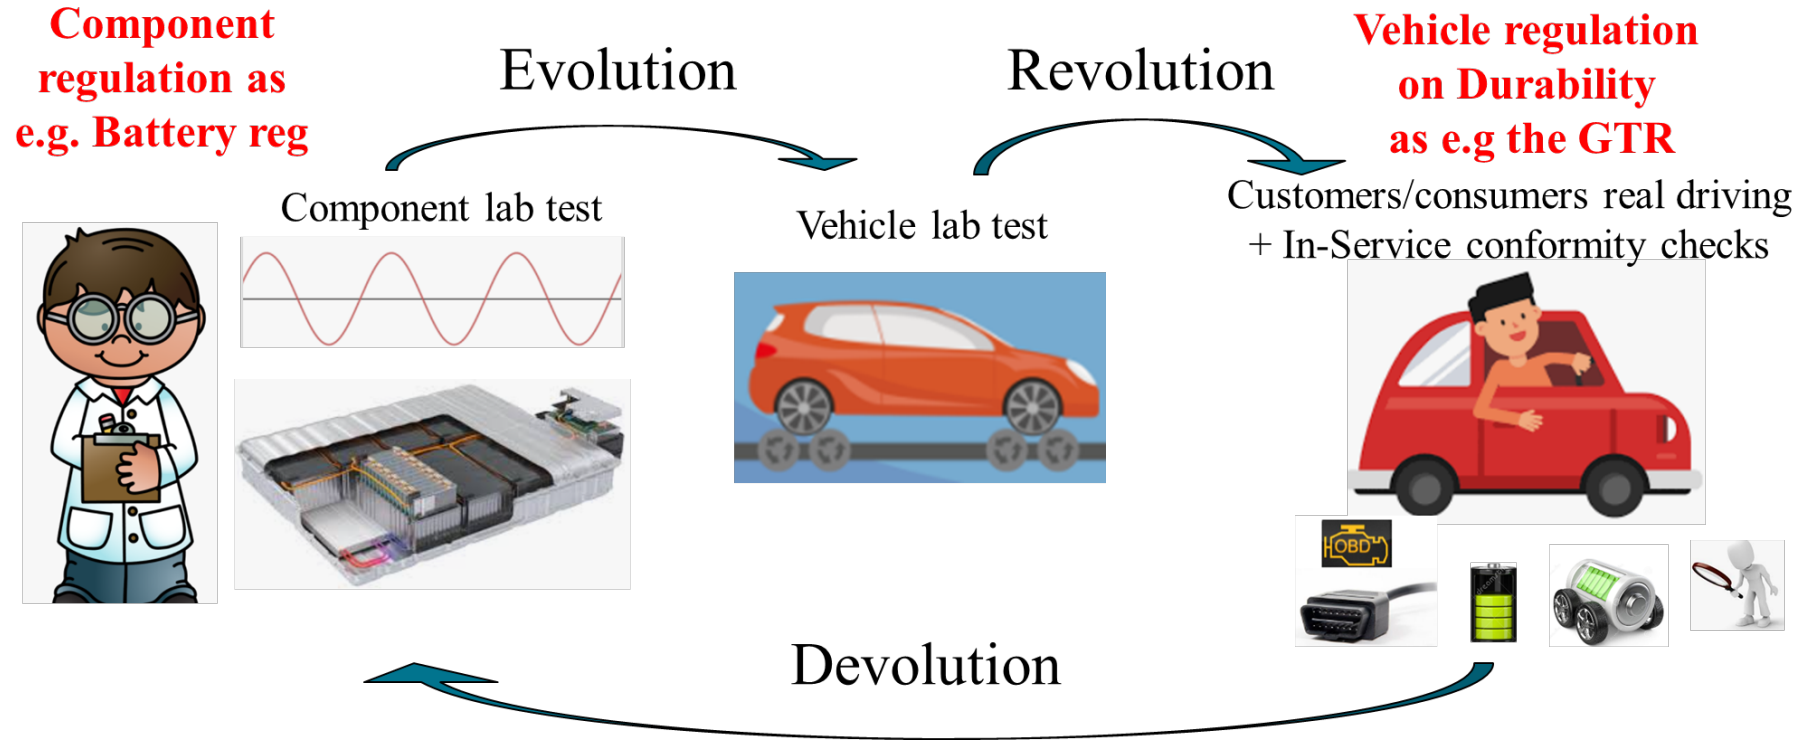 Component
regulation as
e.g. Battery reg
Evolution
Revolution
Vehicle regulation
on Durability
as e.g the GTR
Component lab test
Vehicle lab test
Customers/consumers real driving
+ In-Service conformity checks
OBD
Devolution